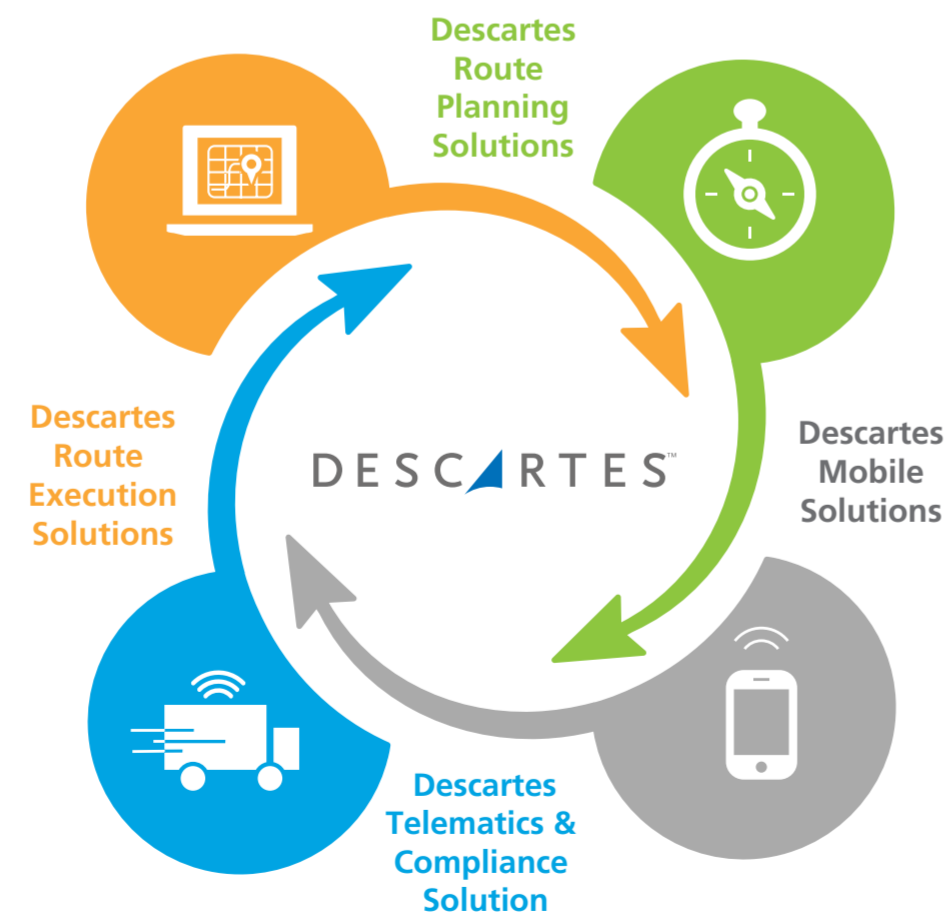 Descartes
Route
Planning
Solutions
Descartes
Route
Execution
Solutions
DESCARTES™
Descartes
Mobile
Solutions
Descartes
Telematics &
Compliance
Solution